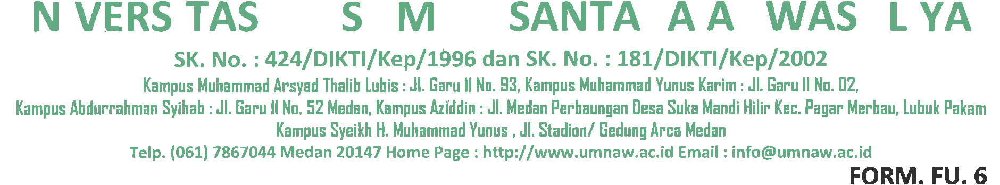 N VERS TAS S M SANTA A A WAS L YA
SK. No. : 424/DIKTI/Kep/1996 dan SK. No. : 181/DIKTI/Kep/2002
Kampus Muhammad Arsyad Thalib Lubis : Jl. Garu II No. 93, Kampus Muhammad Yunus Karim : Jl. Garu II No. 02,
Kampus Abdurrahman Syihab : Jl. Garu II No. 52 Medan, Kampus Aziddin : Jl. Medan Perbaungan Desa Suka Mandi Hilir Kec. Pagar Merbau, Lubuk Pakam
Kampus Syeikh H. Muhammad Yunus , Jl. Stadion/ Gedung Arca Medan
Telp. (061) 7867044 Medan 20147 Home Page : http://www.umnaw.ac.id Email : info@umnaw.ac.id
FORM. FU. 6